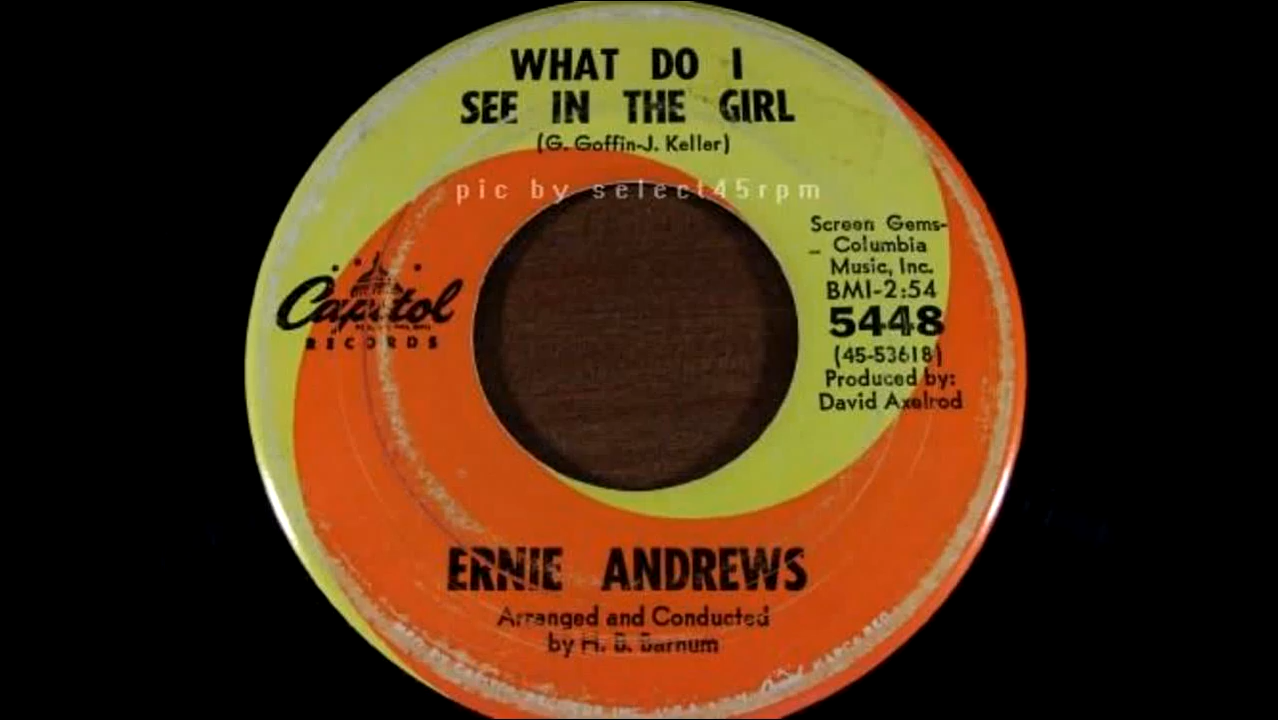 WHAT DO I
SEE IN THE GIRL
(G. Goffin-J. Keller)
pic by select45rpm
Screen Gems-
Columbia
Music, Inc.
BMI-2:54
5448
(45-53618)
Produced by:
David Axelrod
Capitol
RECORDS
ERNIE ANDREWS
Arranged and Conducted
by H. B. Barnum